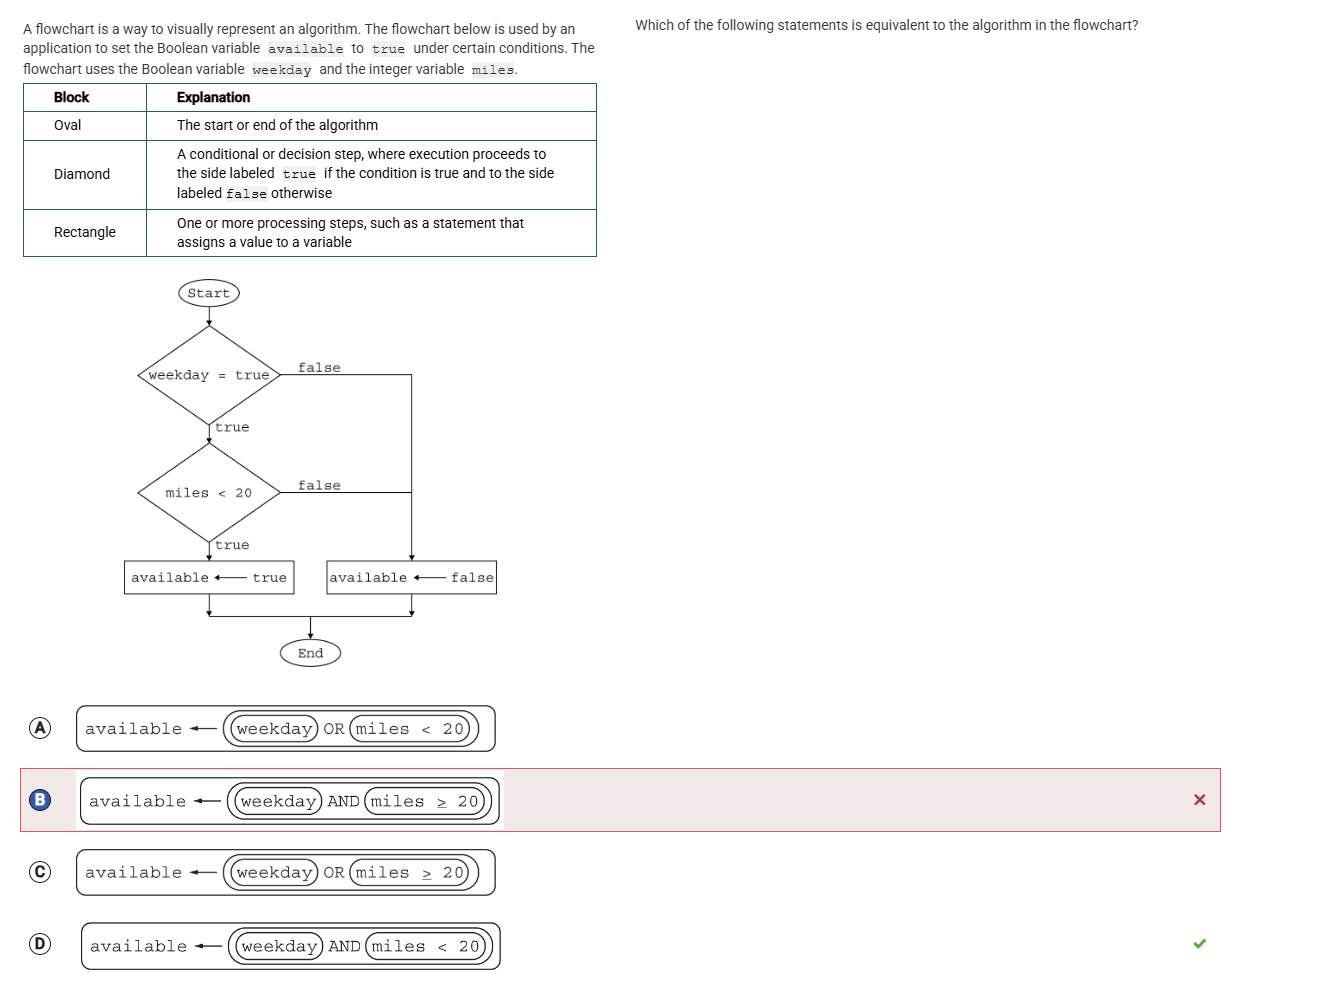 A flowchart is a way to visually represent an algorithm. The flowchart below is used by an
application to set the Boolean variable available to true under certain conditions. The
flowchart uses the Boolean variable weekday and the integer variable miles.
Block Explanation
Oval The start or end of the algorithm
Diamond A conditional or decision step, where execution proceeds to
the side labeled true if the condition is true and to the side
labeled false otherwise
Rectangle One or more processing steps, such as a statement that
assigns a value to a variable
Start
weekday = true
false
true
miles < 20
false
true
available ← true
available ← false
End
Which of the following statements is equivalent to the algorithm in the flowchart?
A available ← weekday OR miles < 20
B available ← weekday AND miles ≥ 20
C available ← weekday OR miles ≥ 20
D available ← weekday AND miles < 20